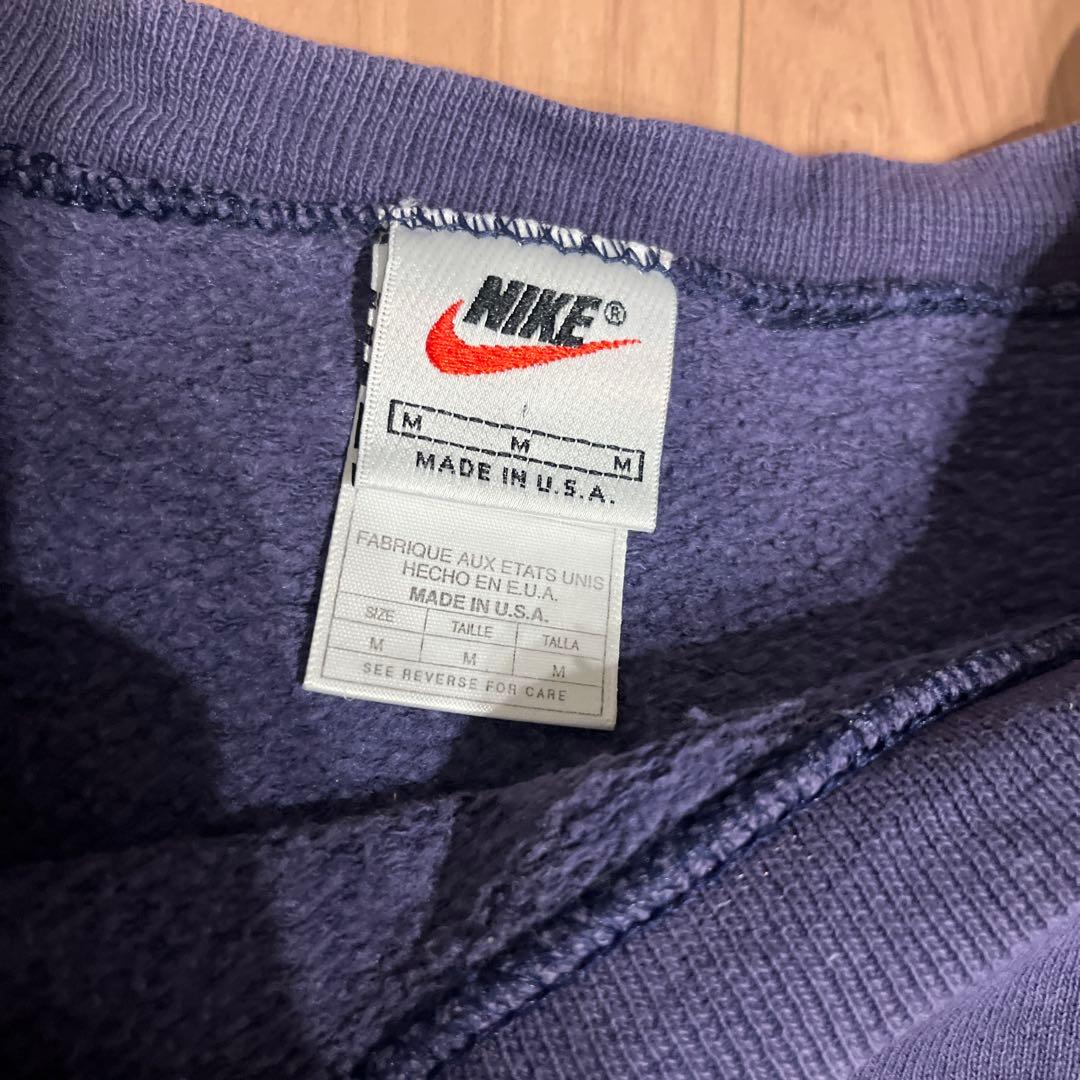 NIKE®
M M M
MADE IN U.S.A.
FABRIQUE AUX ETATS UNIS
HECHO EN E.U.A.
MADE IN U.S.A.
SIZE TAILLE TALLA
M M M
SEE REVERSE FOR CARE